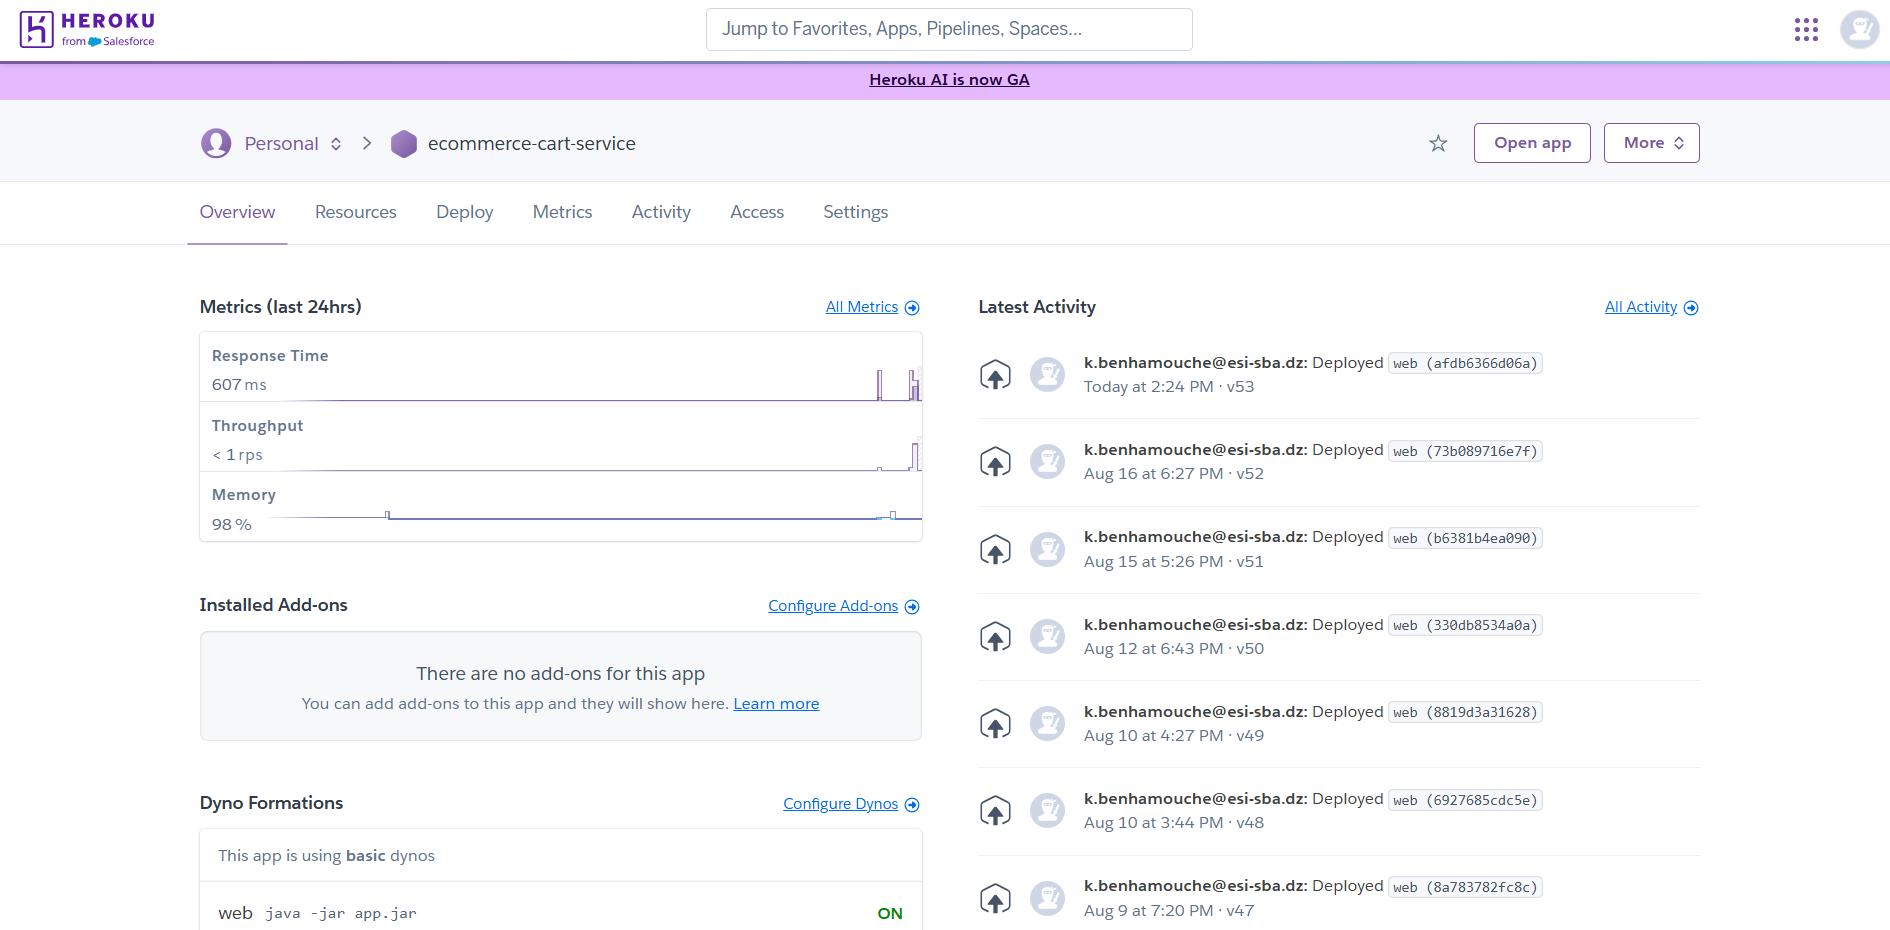 HEROKU
from Salesforce
Jump to Favorites, Apps, Pipelines, Spaces...
Heroku AI is now GA
Personal
ecommerce-cart-service
Open app
More
Overview
Resources
Deploy
Metrics
Activity
Access
Settings
Metrics (last 24hrs)
All Metrics
Response Time
607 ms
Throughput
< 1 rps
Memory
98 %
Installed Add-ons
Configure Add-ons
There are no add-ons for this app
You can add add-ons to this app and they will show here. Learn more
Dyno Formations
Configure Dynos
This app is using basic dynos
web java -jar app.jar
ON
Latest Activity
All Activity
k.benhamouche@esi-sba.dz: Deployed web (afdb6366d06a)
Today at 2:24 PM · v53
k.benhamouche@esi-sba.dz: Deployed web (73b089716e7f)
Aug 16 at 6:27 PM · v52
k.benhamouche@esi-sba.dz: Deployed web (b6381b4ea090)
Aug 15 at 5:26 PM · v51
k.benhamouche@esi-sba.dz: Deployed web (330db8534a0a)
Aug 12 at 6:43 PM · v50
k.benhamouche@esi-sba.dz: Deployed web (8819d3a31628)
Aug 10 at 4:27 PM · v49
k.benhamouche@esi-sba.dz: Deployed web (6927685cdc5e)
Aug 10 at 3:44 PM · v48
k.benhamouche@esi-sba.dz: Deployed web (8a783782fc8c)
Aug 9 at 7:20 PM · v47